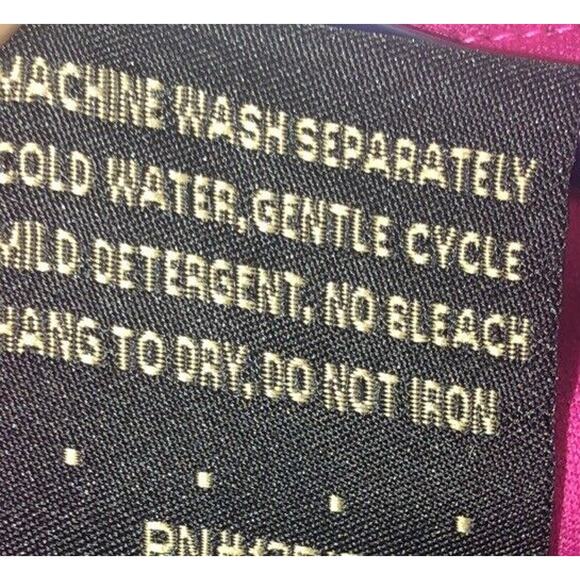 MACHINE WASH SEPARATELY
COLD WATER, GENTLE CYCLE
MILD DETERGENT, NO BLEACH
HANG TO DRY, DO NOT IRON